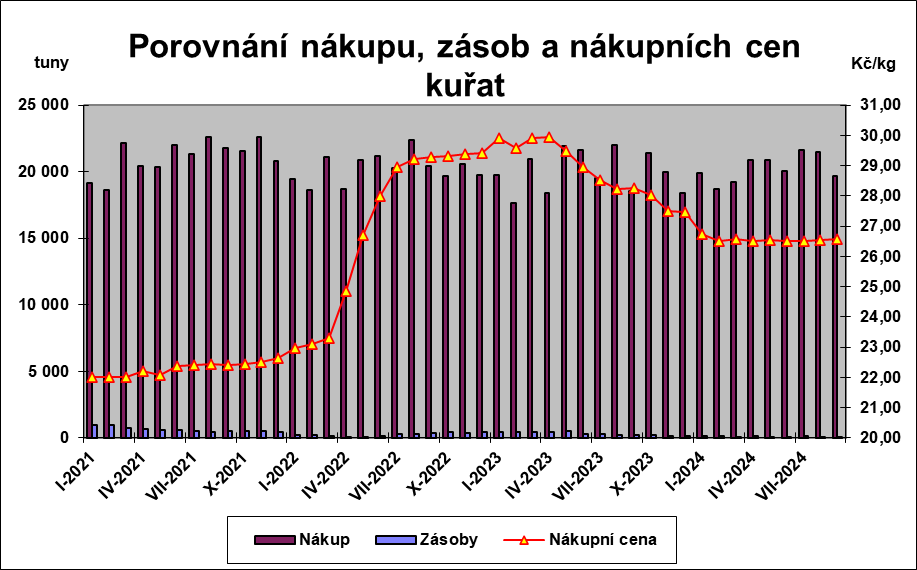 Porovnání nákupu, zásob a nákupních cen
kuřat
tuny
Kč/kg
25 000
20 000
15 000
10 000
5 000
0
31,00
30,00
29,00
28,00
27,00
26,00
25,00
24,00
23,00
22,00
21,00
20,00
I-2021
IV-2021
VII-2021
X-2021
I-2022
IV-2022
VII-2022
X-2022
I-2023
IV-2023
VII-2023
X-2023
I-2024
IV-2024
VII-2024
Nákup
Zásoby
Nákupní cena